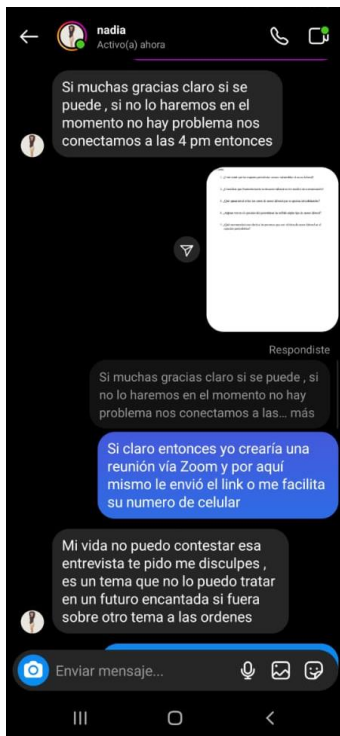 nadia
Activo(a) ahora
Si muchas gracias claro si se
puede , si no lo haremos en el
momento no hay problema nos
conectamos a las 4 pm entonces
Respondiste
Si muchas gracias claro si se puede , si
no lo haremos en el momento no hay
problema nos conectamos a las... más
Si claro entonces yo crearía una
reunión vía Zoom y por aquí
mismo le envió el link o me facilita
su numero de celular
Mi vida no puedo contestar esa
entrevista te pido me disculpes ,
es un tema que no lo puedo tratar
en un futuro encantada si fuera
sobre otro tema a las ordenes
Enviar mensaje...